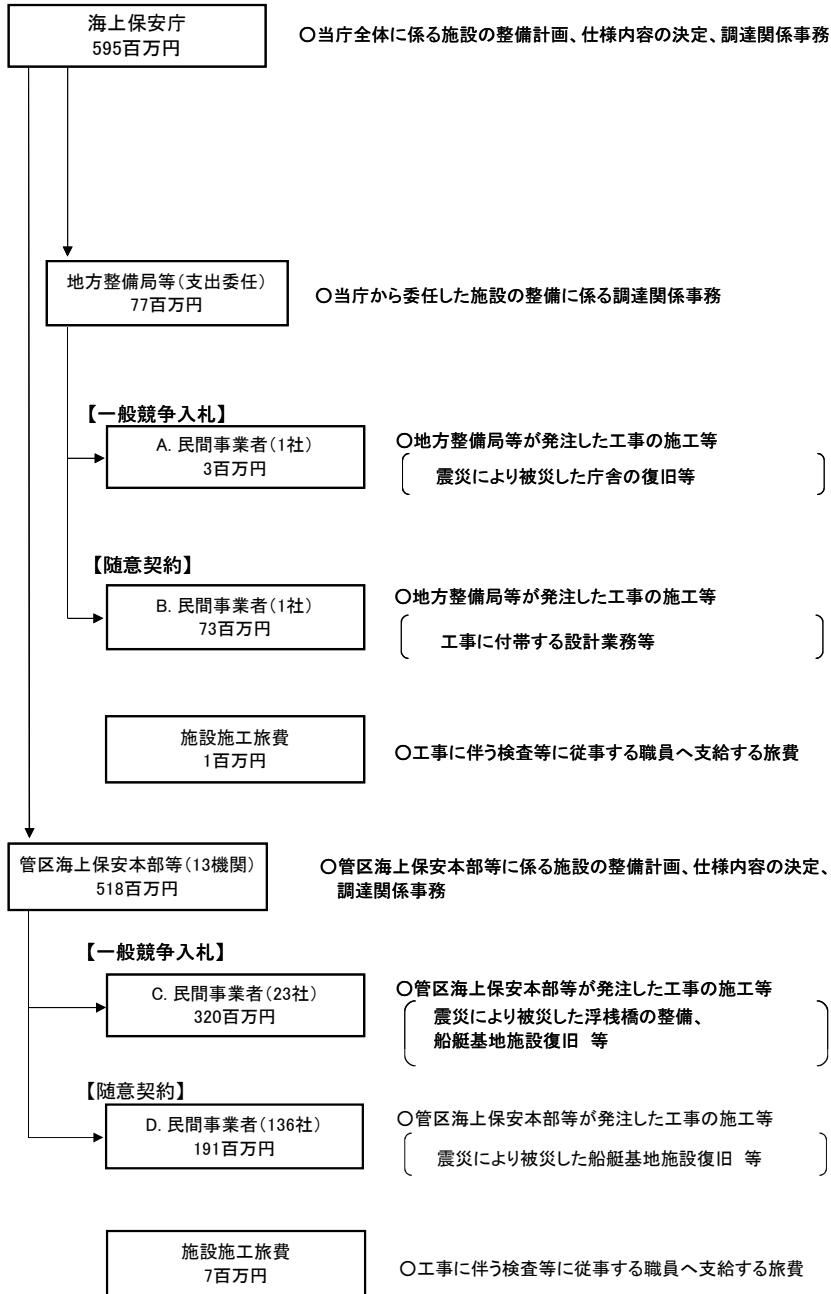 海上保安庁
595百万円
○当庁全体に係る施設の整備計画、仕様内容の決定、調達関係事務
地方整備局等(支出委任)
77百万円
○当庁から委任した施設の整備に係る調達関係事務
【一般競争入札】
A. 民間事業者(1社)
3百万円
○地方整備局等が発注した工事の施工等
震災により被災した庁舎の復旧等
【随意契約】
B. 民間事業者(1社)
73百万円
○地方整備局等が発注した工事の施工等
工事に付帯する設計業務等
施設施工旅費
1百万円
○工事に伴う検査等に従事する職員へ支給する旅費
管区海上保安本部等(13機関)
518百万円
○管区海上保安本部等に係る施設の整備計画、仕様内容の決定、
調達関係事務
【一般競争入札】
C. 民間事業者(23社)
320百万円
○管区海上保安本部等が発注した工事の施工等
震災により被災した浮桟橋の整備、
船艇基地施設復旧 等
【随意契約】
D. 民間事業者(136社)
191百万円
○管区海上保安本部等が発注した工事の施工等
震災により被災した船艇基地施設復旧 等
施設施工旅費
7百万円
○工事に伴う検査等に従事する職員へ支給する旅費